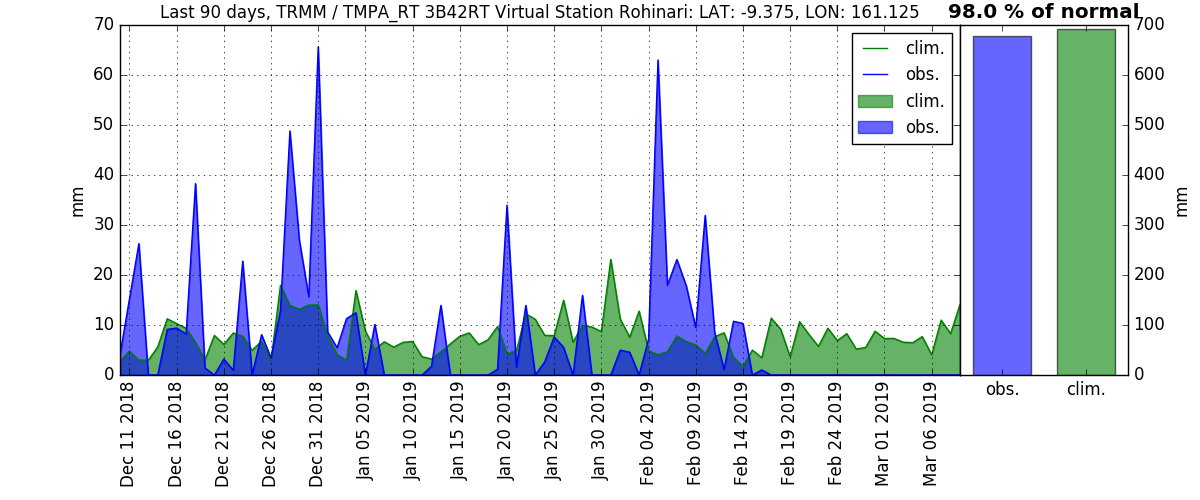 Last 90 days, TRMM / TMPA_RT 3B42RT Virtual Station Rohinari: LAT: -9.375, LON: 161.125
98.0 % of normal
70
60
50
40
30
20
10
0
mm
clim.
obs.
clim.
obs.
Dec 11 2018
Dec 16 2018
Dec 21 2018
Dec 26 2018
Dec 31 2018
Jan 05 2019
Jan 10 2019
Jan 15 2019
Jan 20 2019
Jan 25 2019
Jan 30 2019
Feb 04 2019
Feb 09 2019
Feb 14 2019
Feb 19 2019
Feb 24 2019
Mar 01 2019
Mar 06 2019
700
600
500
400
300
200
100
0
mm
obs.
clim.